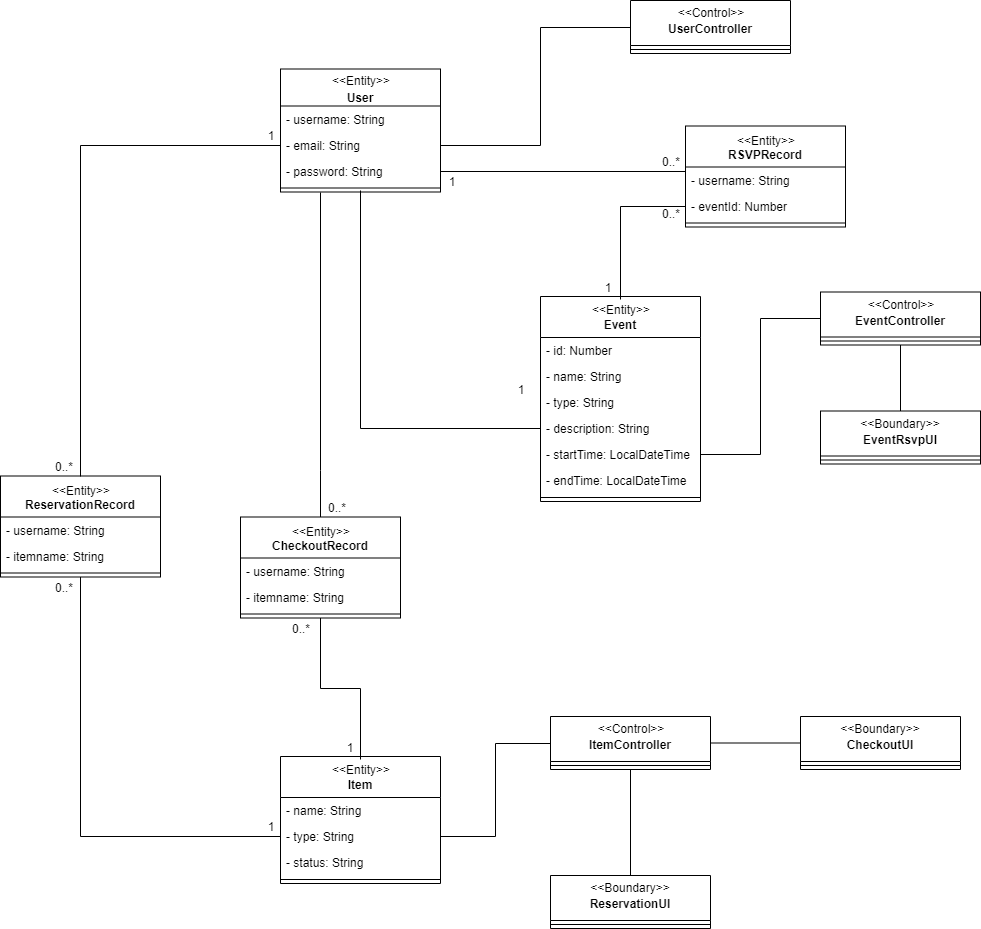 <<Control>>
UserController
<<Entity>>
User
- username: String
- email: String
- password: String
1
1
0..*
<<Entity>>
RSVPRecord
- username: String
- eventId: Number
0..*
1
<<Entity>>
Event
- id: Number
- name: String
- type: String
- description: String
- startTime: LocalDateTime
- endTime: LocalDateTime
1
<<Control>>
EventController
<<Boundary>>
EventRsvpUI
0..*
<<Entity>>
ReservationRecord
- username: String
- itemname: String
0..*
0..*
<<Entity>>
CheckoutRecord
- username: String
- itemname: String
0..*
1
<<Entity>>
Item
- name: String
- type: String
- status: String
1
<<Control>>
ItemController
<<Boundary>>
CheckoutUI
<<Boundary>>
ReservationUI